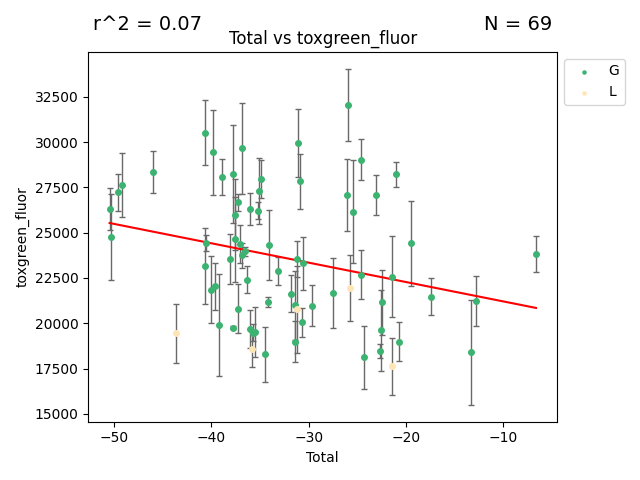 r^2 = 0.07
N = 69
Total vs toxgreen_fluor
G
L
32500
30000
27500
25000
22500
20000
17500
15000
toxgreen_fluor
−50
−40
−30
−20
−10
Total